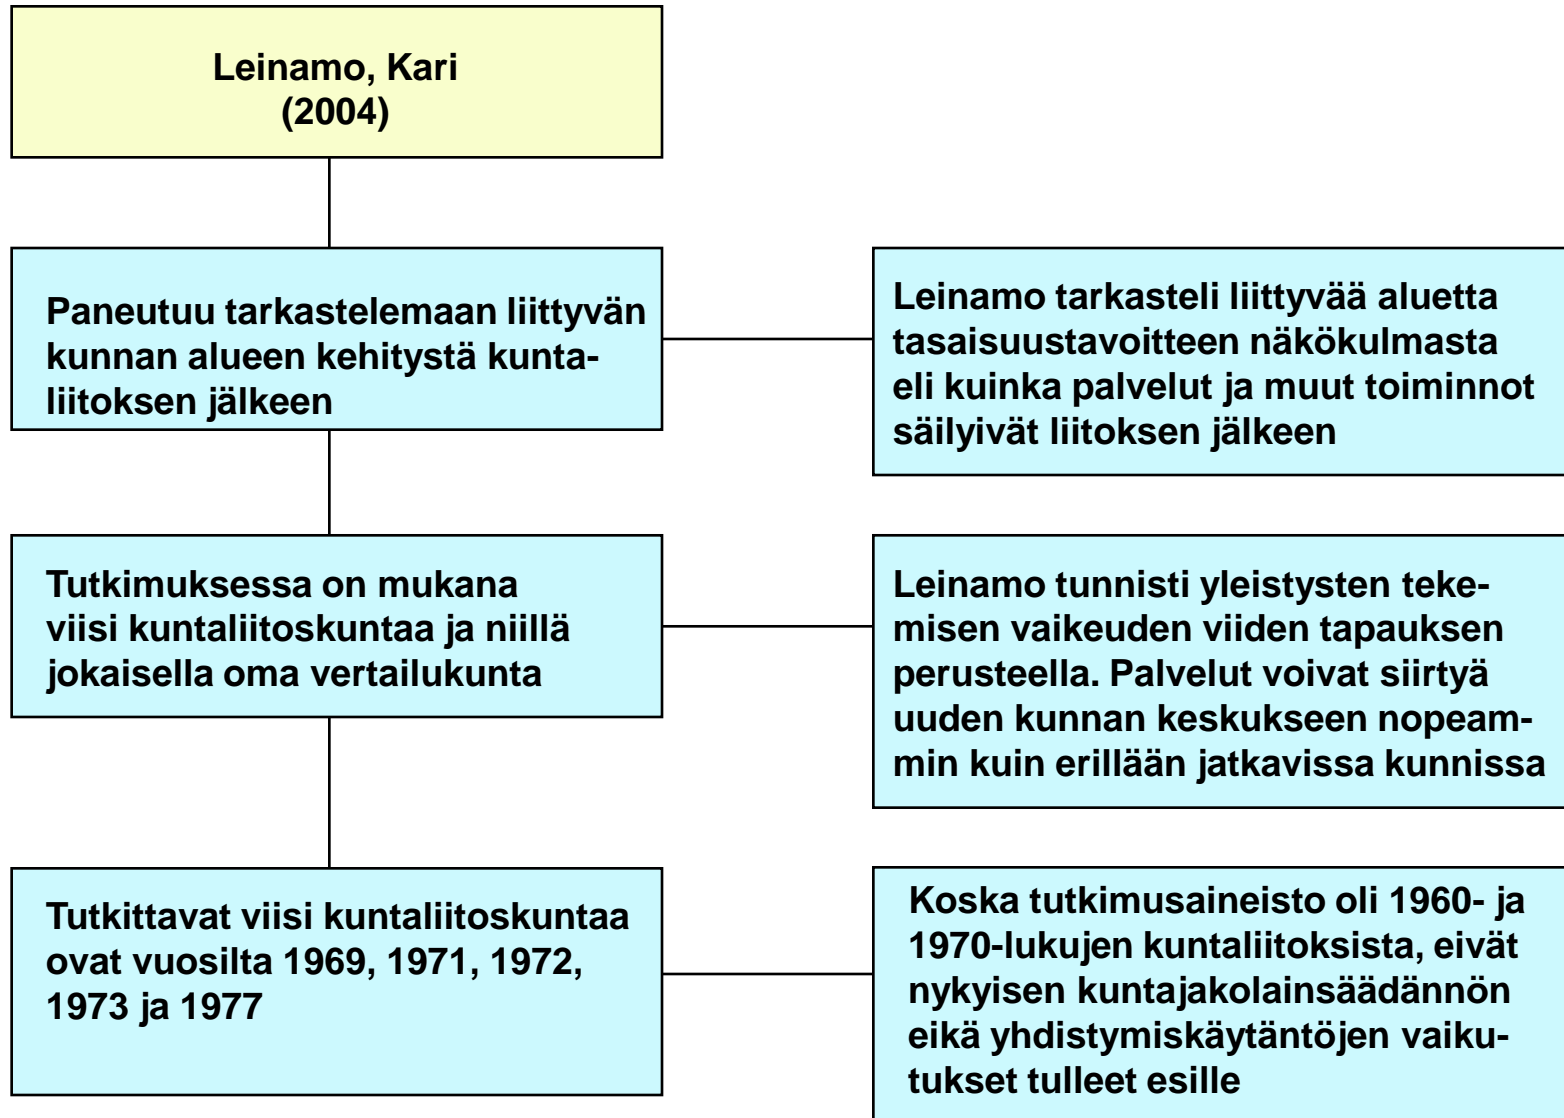 Leinamo, Kari
(2004)
Paneutuu tarkastelemaan liittyvän
kunnan alueen kehitystä kunta-
liitoksen jälkeen
Leinamo tarkasteli liittyvää aluetta
tasaisuustavoitteen näkökulmasta
eli kuinka palvelut ja muut toiminnot
säilyivät liitoksen jälkeen
Tutkimuksessa on mukana
viisi kuntaliitoskuntaa ja niillä
jokaisella oma vertailukunta
Leinamo tunnisti yleistysten teke-
misen vaikeuden viiden tapauksen
perusteella. Palvelut voivat siirtyä
uuden kunnan keskukseen nopeam-
min kuin erillään jatkavissa kunnissa
Tutkittavat viisi kuntaliitoskuntaa
ovat vuosilta 1969, 1971, 1972,
1973 ja 1977
Koska tutkimusaineisto oli 1960- ja
1970-lukujen kuntaliitoksista, eivät
nykyisen kuntajakolainsäädännön
eikä yhdistymiskäytäntöjen vaiku-
tukset tulleet esille